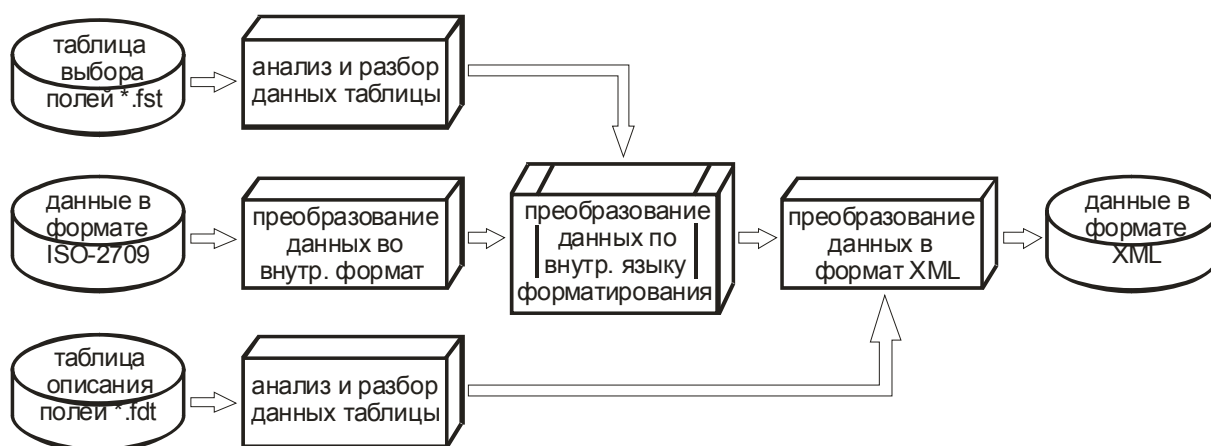 таблица
выбора
полей *.fst
анализ и разбор
данных таблицы
данные в
формате
ISO-2709
преобразование
данных во
внутр. формат
преобразование
данных по
внутр. языку
форматирования
преобразование
данных в
формат XML
данные в
формате
XML
таблица
описания
полей *.fdt
анализ и разбор
данных таблицы